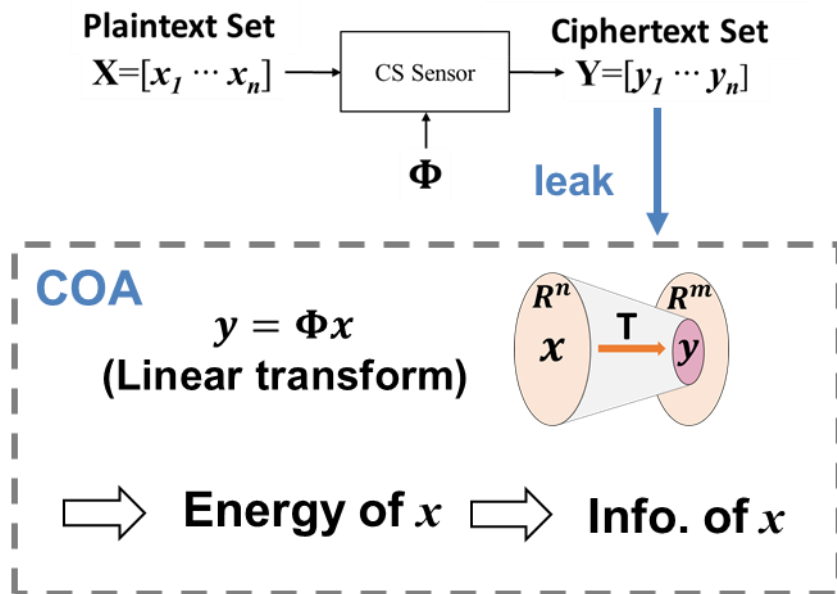 Plaintext Set
X=[x₁ ⋯ xₙ]
CS Sensor
Ciphertext Set
Y=[y₁ ⋯ yₙ]
Φ
leak
COA
y = Φx
(Linear transform)
Rⁿ
x
T
Rᵐ
y
Energy of x
Info. of x